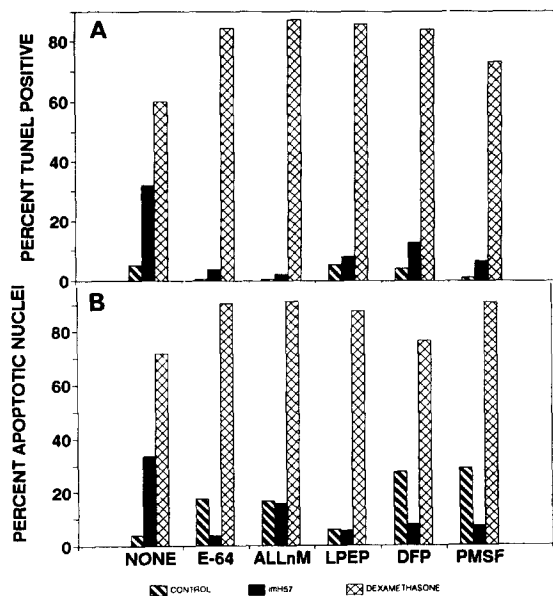 A
PERCENT TUNEL POSITIVE
80
60
40
20
0
B
PERCENT APOPTOTIC NUCLEI
80
60
40
20
0
NONE E-64 ALLnM LPEP DFP PMSF
CONTROL imH57 DEXAMETHASONE